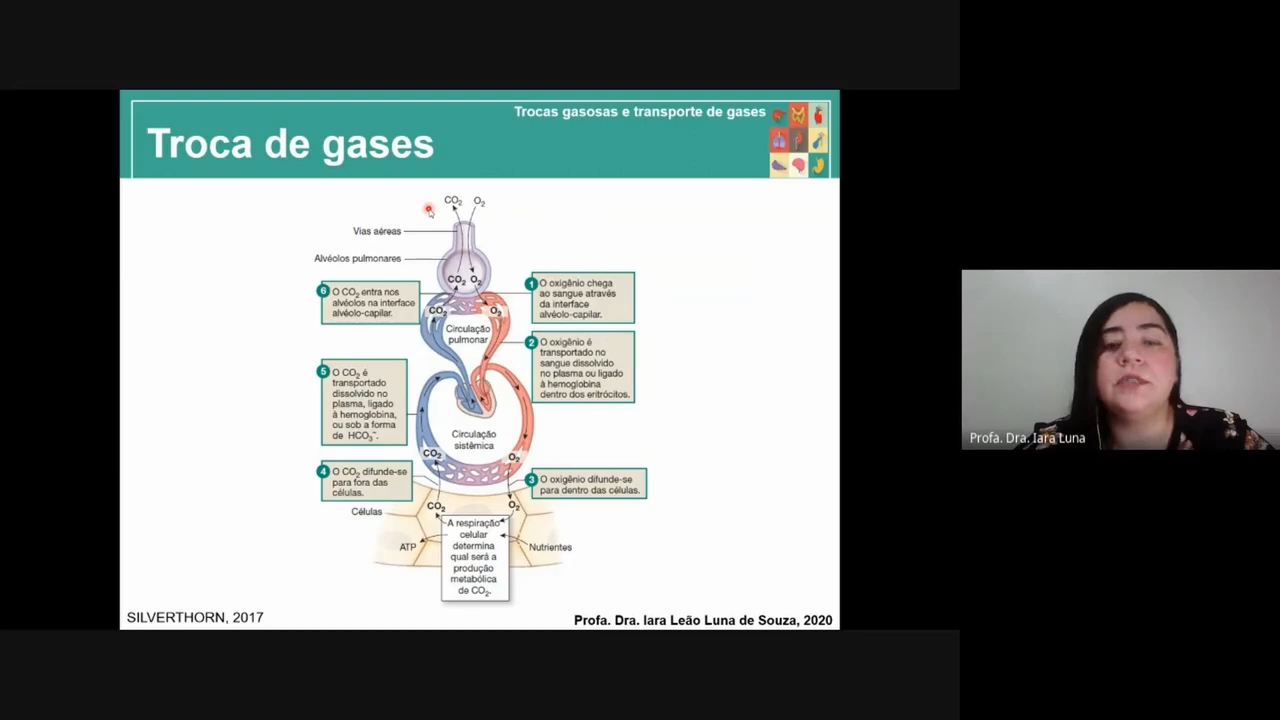 Trocas gasosas e transporte de gases
Troca de gases
CO₂ O₂
Vias aéreas
Alvéolos pulmonares
CO₂ O₂
6 O CO₂ entra nos
alvéolos na interface
alvéolo-capilar.
1 O oxigênio chega
ao sangue através
da interface
alvéolo-capilar.
CO₂
O₂
Circulação
pulmonar
2 O oxigênio é
transportado no
sangue dissolvido
no plasma ou ligado
à hemoglobina
dentro dos eritrócitos.
5 O CO₂ é
transportado
dissolvido no
plasma, ligado
à hemoglobina,
ou sob a forma
de HCO₃⁻.
Circulação
sistêmica
CO₂
O₂
4 O CO₂ difunde-se
para fora das
células.
3 O oxigênio difunde-se
para dentro das células.
Células
CO₂
O₂
A respiração
celular
determina
qual será a
produção
metabólica
de CO₂.
ATP
Nutrientes
SILVERTHORN, 2017
Profa. Dra. Iara Leão Luna de Souza, 2020
Profa. Dra. Iara Luna